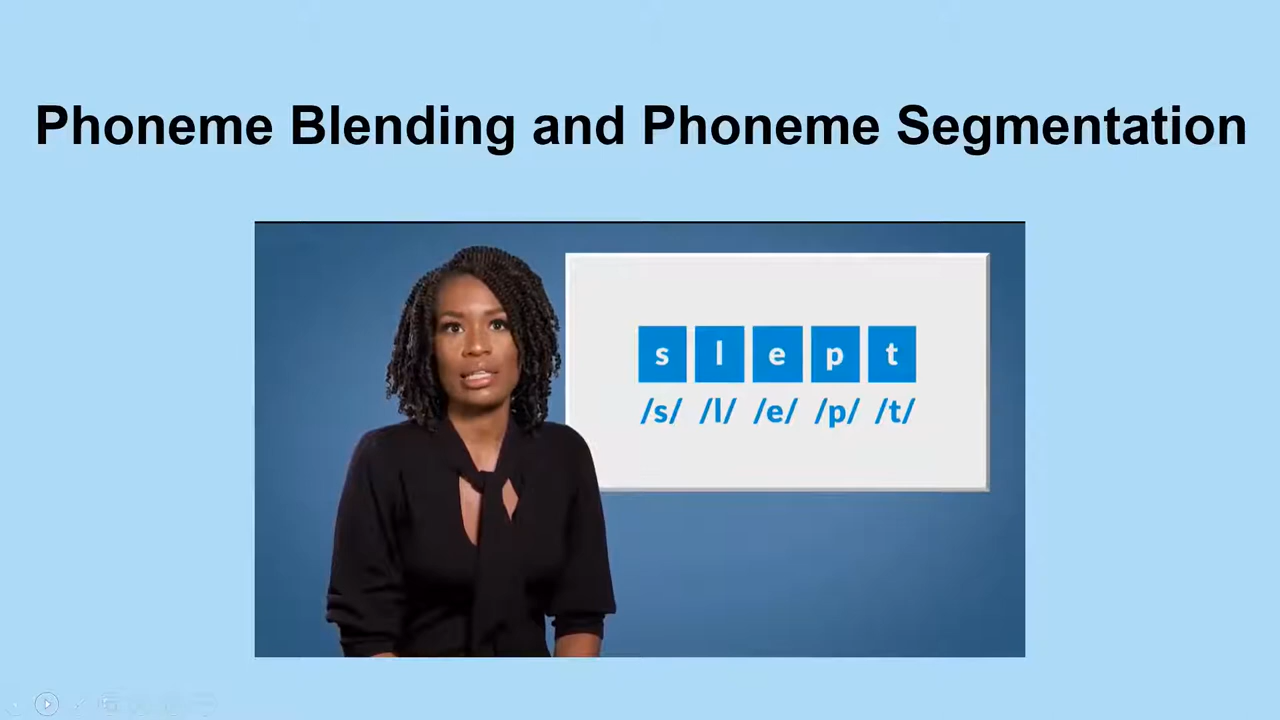 Phoneme Blending and Phoneme Segmentation
s l e p t
/s/ /l/ /e/ /p/ /t/